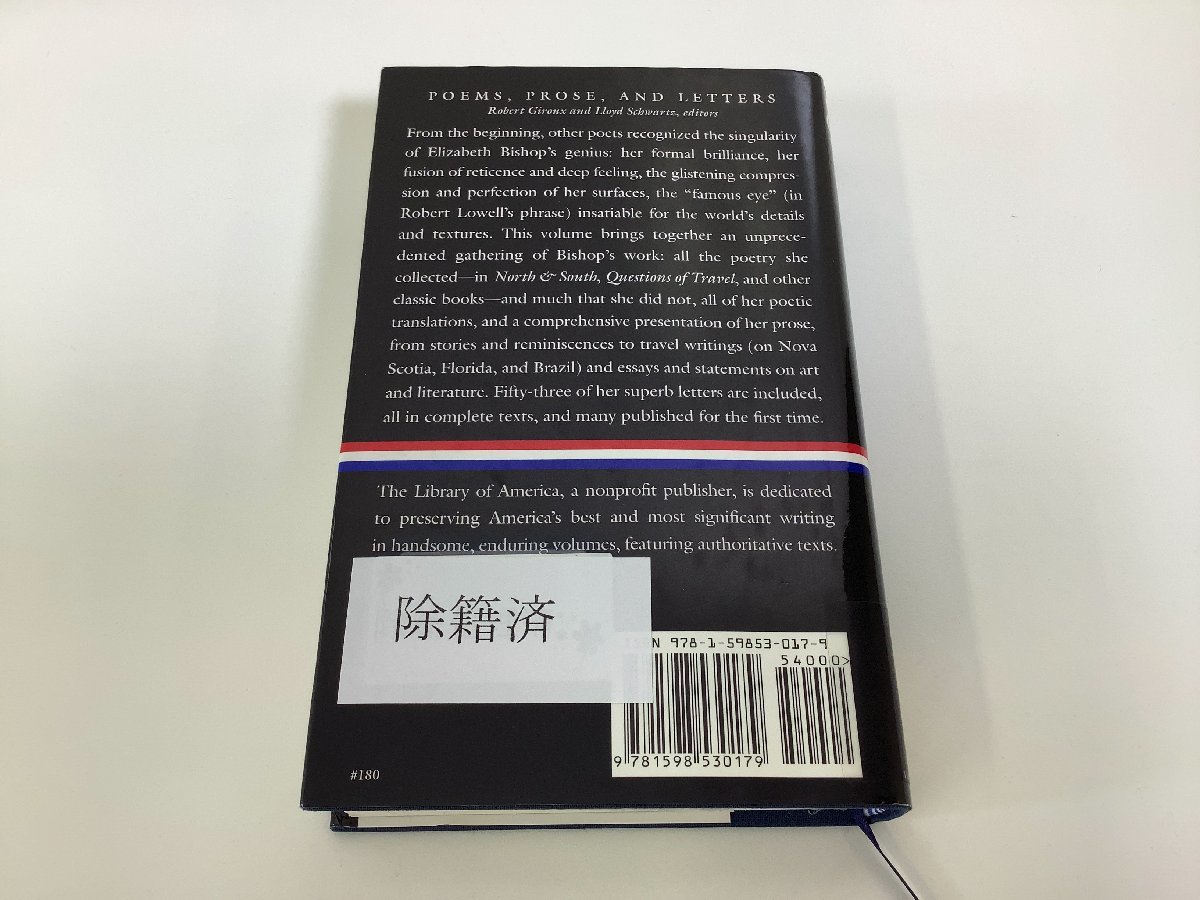 POEMS, PROSE, AND LETTERS
Robert Giroux and Lloyd Schwartz, editors
From the beginning, other poets recognized the singularity
of Elizabeth Bishop's genius: her formal brilliance, her
fusion of reticence and deep feeling, the glistening compres-
sion and perfection of her surfaces, the “famous eye” (in
Robert Lowell's phrase) insatiable for the world's details
and textures. This volume brings together an unprece-
dented gathering of Bishop's work: all the poetry she
collected—in North & South, Questions of Travel, and other
classic books—and much that she did not, all of her poetic
translations, and a comprehensive presentation of her prose,
from stories and reminiscences to travel writings (on Nova
Scotia, Florida, and Brazil) and essays and statements on art
and literature. Fifty-three of her superb letters are included,
all in complete texts, and many published for the first time.
The Library of America, a nonprofit publisher, is dedicated
to preserving America's best and most significant writing
in handsome, enduring volumes, featuring authoritative texts.
除籍済
N 978-1-59853-017-9
54000>
9 781598 530179
#180